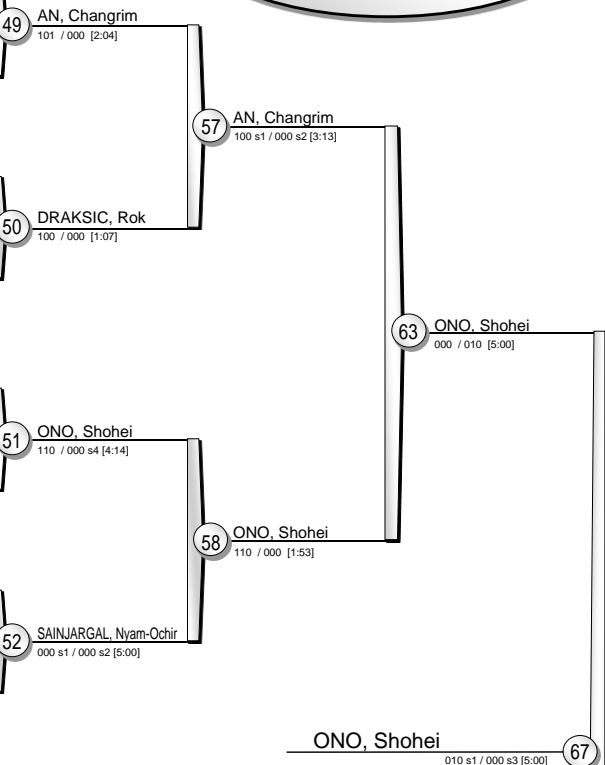 49
AN, Changrim
101 / 000 [2:04]
57
AN, Changrim
100 s1 / 000 s2 [3:13]
50
DRAKSIC, Rok
100 / 000 [1:07]
63
ONO, Shohei
000 / 010 [5:00]
51
ONO, Shohei
110 / 000 s4 [4:14]
58
ONO, Shohei
110 / 000 [1:53]
52
SAINJARGAL, Nyam-Ochir
000 s1 / 000 s2 [5:00]
ONO, Shohei
010 s1 / 000 s3 [5:00]
67